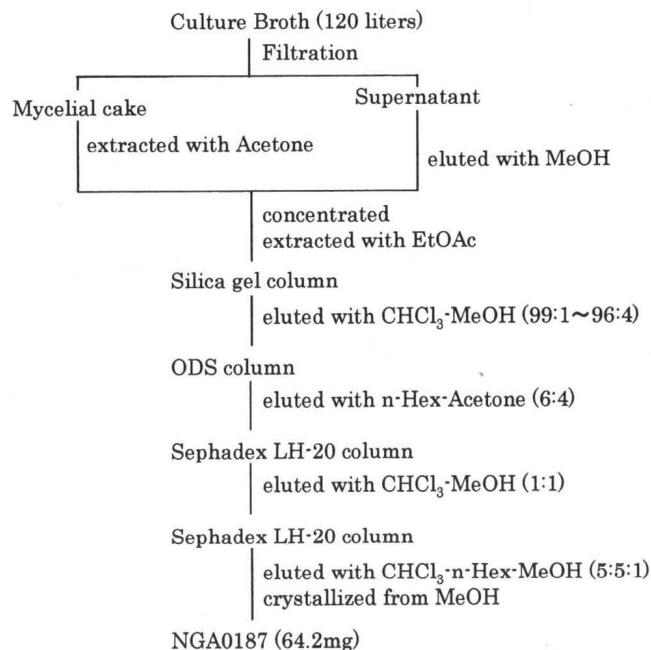 Culture Broth (120 liters)
Filtration
Mycelial cake
Supernatant
extracted with Acetone
eluted with MeOH
concentrated
extracted with EtOAc
Silica gel column
eluted with CHCl₃-MeOH (99:1～96:4)
ODS column
eluted with n-Hex-Acetone (6:4)
Sephadex LH-20 column
eluted with CHCl₃-MeOH (1:1)
Sephadex LH-20 column
eluted with CHCl₃-n-Hex-MeOH (5:5:1)
crystallized from MeOH
NGA0187 (64.2mg)